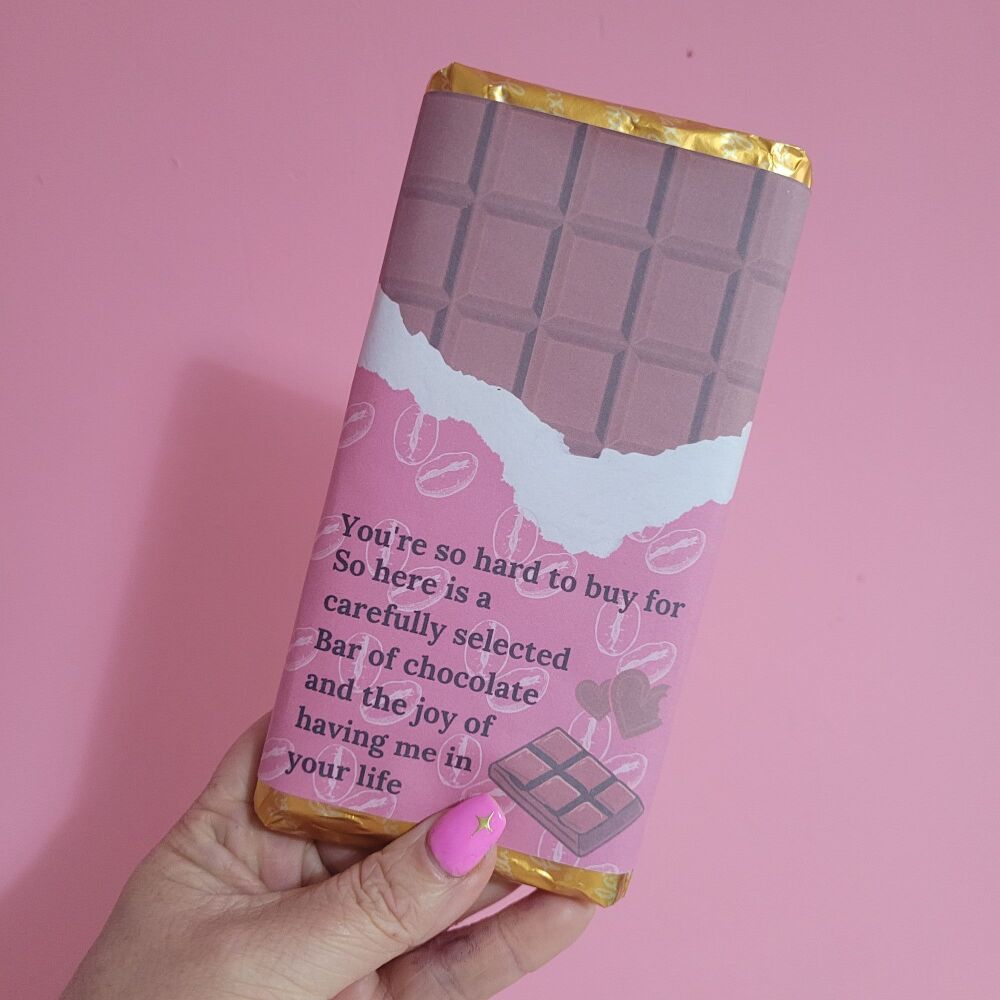 You're so hard to buy for
So here is a
carefully selected
Bar of chocolate
and the joy of
having me in
your life